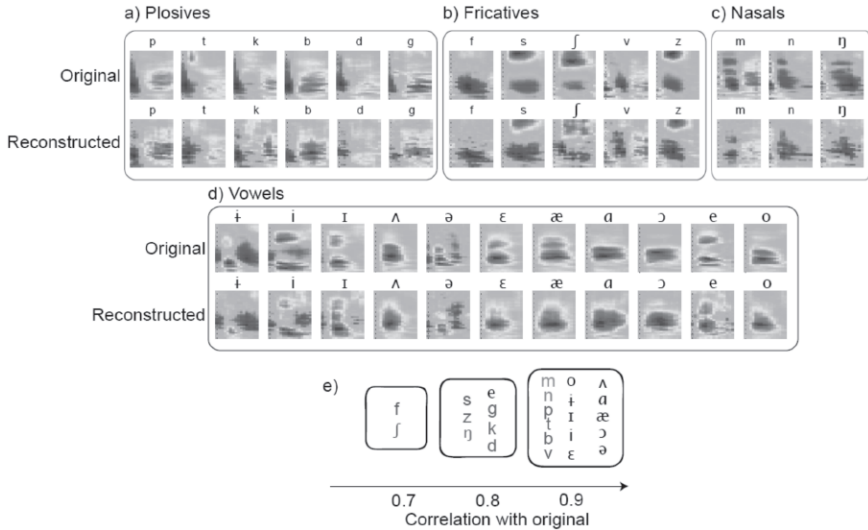 a) Plosives b) Fricatives c) Nasals
p t k b d g f s ʃ v z m n ŋ
Original
p t k b d g f s ʃ v z m n ŋ
Reconstructed
d) Vowels
ɨ i ɪ ʌ ə ɛ æ ɑ ɔ e o
Original
ɨ i ɪ ʌ ə ɛ æ ɑ ɔ e o
Reconstructed
e)
m o ʌ
s e n ɨ ɑ
f z g p ɪ æ
ʃ ŋ k t i ɔ
d b ɛ ə
v
0.7 0.8 0.9
Correlation with original